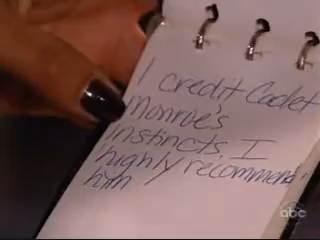 I credit Cadet
Monroe's
instincts. I
"highly recommend"
him
abc